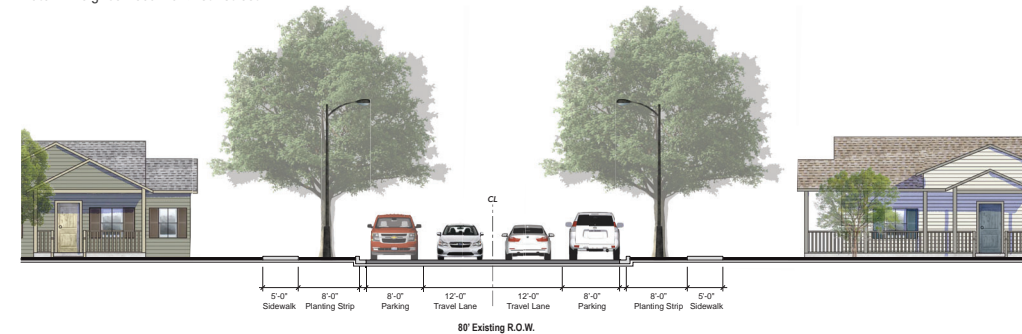 CL
5'-0" 8'-0" 8'-0" 12'-0" 12'-0" 8'-0" 8'-0" 5'-0"
Sidewalk Planting Strip Parking Travel Lane Travel Lane Parking Planting Strip Sidewalk
80' Existing R.O.W.